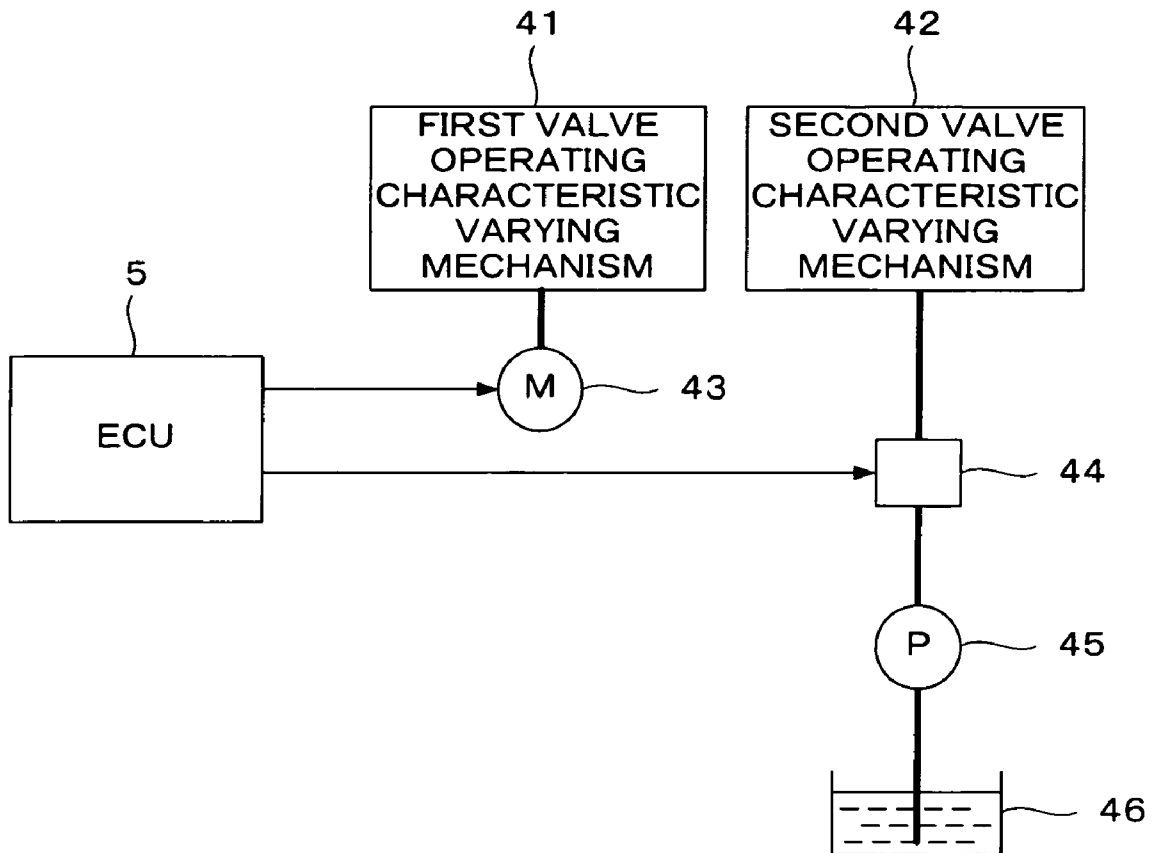 41
42
FIRST VALVE
OPERATING
CHARACTERISTIC
VARYING
MECHANISM
SECOND VALVE
OPERATING
CHARACTERISTIC
VARYING
MECHANISM
5
ECU
M
43
44
P
45
46